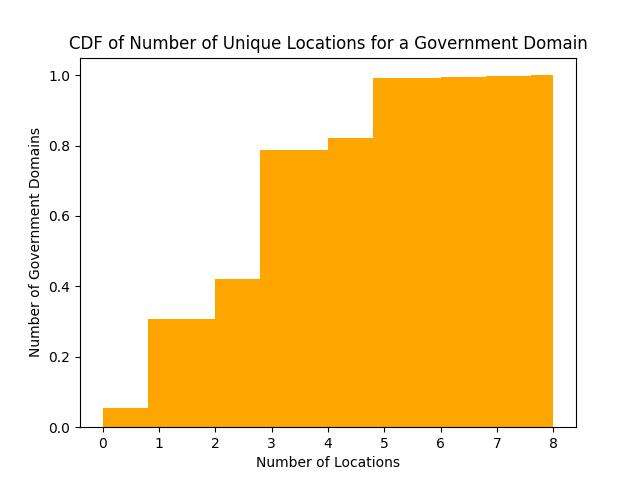 CDF of Number of Unique Locations for a Government Domain
1.0
0.8
0.6
0.4
0.2
0.0
Number of Government Domains
0 1 2 3 4 5 6 7 8
Number of Locations